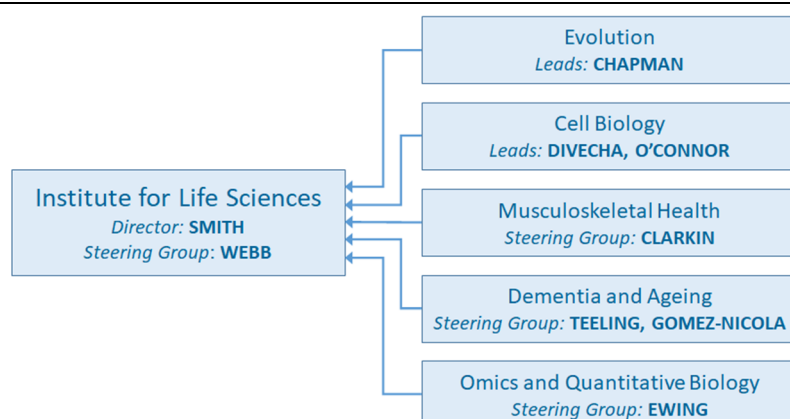 Institute for Life Sciences
Director: SMITH
Steering Group: WEBB
Evolution
Leads: CHAPMAN
Cell Biology
Leads: DIVECHA, O'CONNOR
Musculoskeletal Health
Steering Group: CLARKIN
Dementia and Ageing
Steering Group: TEELING, GOMEZ-NICOLA
Omics and Quantitative Biology
Steering Group: EWING